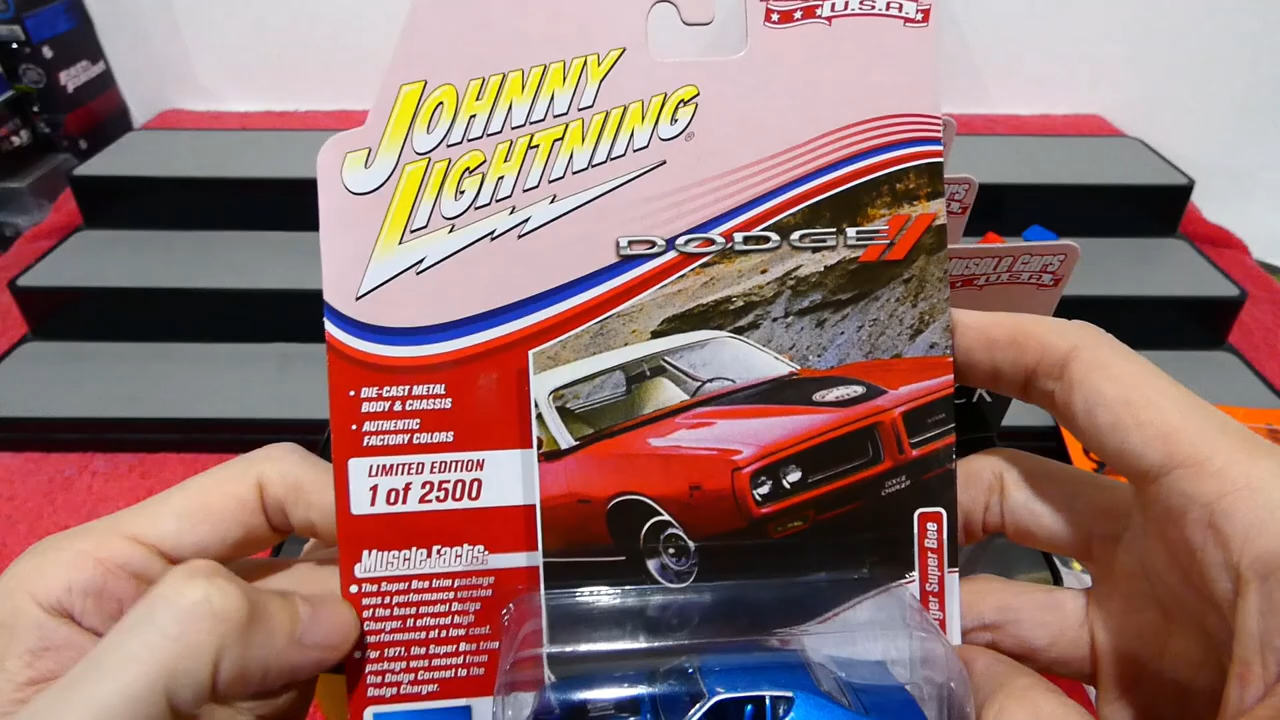 U.S.A.
JOHNNY
LIGHTNING®
DODGE
MUSCLE CARS
U.S.A.
• DIE-CAST METAL
BODY & CHASSIS
• AUTHENTIC
FACTORY COLORS
LIMITED EDITION
1 of 2500
DODGE
CHARGER
Muscle Facts:
• The Super Bee trim package
was a performance version
of the base model Dodge
Charger. It offered high
performance at a low cost.
• For 1971, the Super Bee trim
package was moved from
the Dodge Coronet to the
Dodge Charger.
ger Super Bee